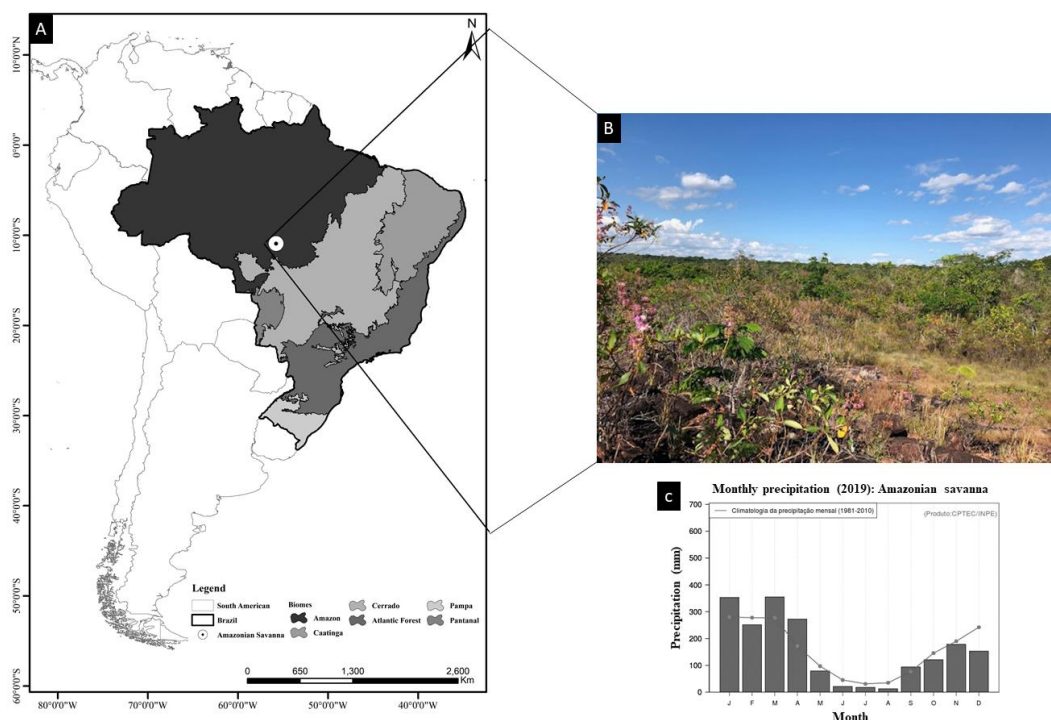 A
N
10°0'0"N
0°0'0"
10°0'0"S
20°0'0"S
30°0'0"S
40°0'0"S
50°0'0"S
60°0'0"S
80°0'0"W 70°0'0"W 60°0'0"W 50°0'0"W 40°0'0"W
Legend
South American
Brazil
Amazonian Savanna
Biomes
Amazon
Caatinga
Cerrado
Atlantic Forest
Pampa
Pantanal
0 650 1,300 2,600
Km
B
C
Monthly precipitation (2019): Amazonian savanna
Climatologia da precipitação mensal (1981-2010)
(Produto:CPTEC/INPE)
Precipitation (mm)
700
600
500
400
300
200
100
0
J F M A M J J A S O N D
Month